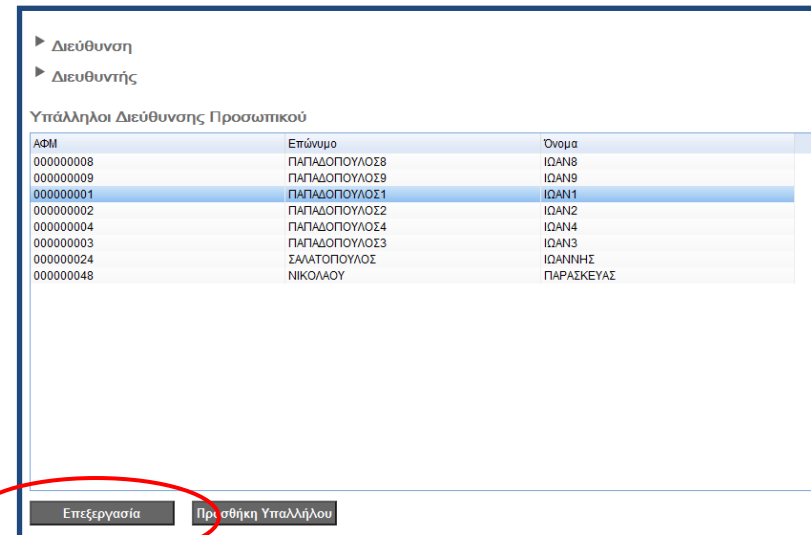 Διεύθυνση
Διευθυντής
Υπάλληλοι Διεύθυνσης Προσωπικού
ΑΦΜ Επώνυμο Όνομα
000000008 ΠΑΠΑΔΟΠΟΥΛΟΣ8 ΙΩΑΝ8
000000009 ΠΑΠΑΔΟΠΟΥΛΟΣ9 ΙΩΑΝ9
000000001 ΠΑΠΑΔΟΠΟΥΛΟΣ1 ΙΩΑΝ1
000000002 ΠΑΠΑΔΟΠΟΥΛΟΣ2 ΙΩΑΝ2
000000004 ΠΑΠΑΔΟΠΟΥΛΟΣ4 ΙΩΑΝ4
000000003 ΠΑΠΑΔΟΠΟΥΛΟΣ3 ΙΩΑΝ3
000000024 ΣΑΛΑΤΟΠΟΥΛΟΣ ΙΩΑΝΝΗΣ
000000048 ΝΙΚΟΛΑΟΥ ΠΑΡΑΣΚΕΥΑΣ
Επεξεργασία Προσθήκη Υπαλλήλου